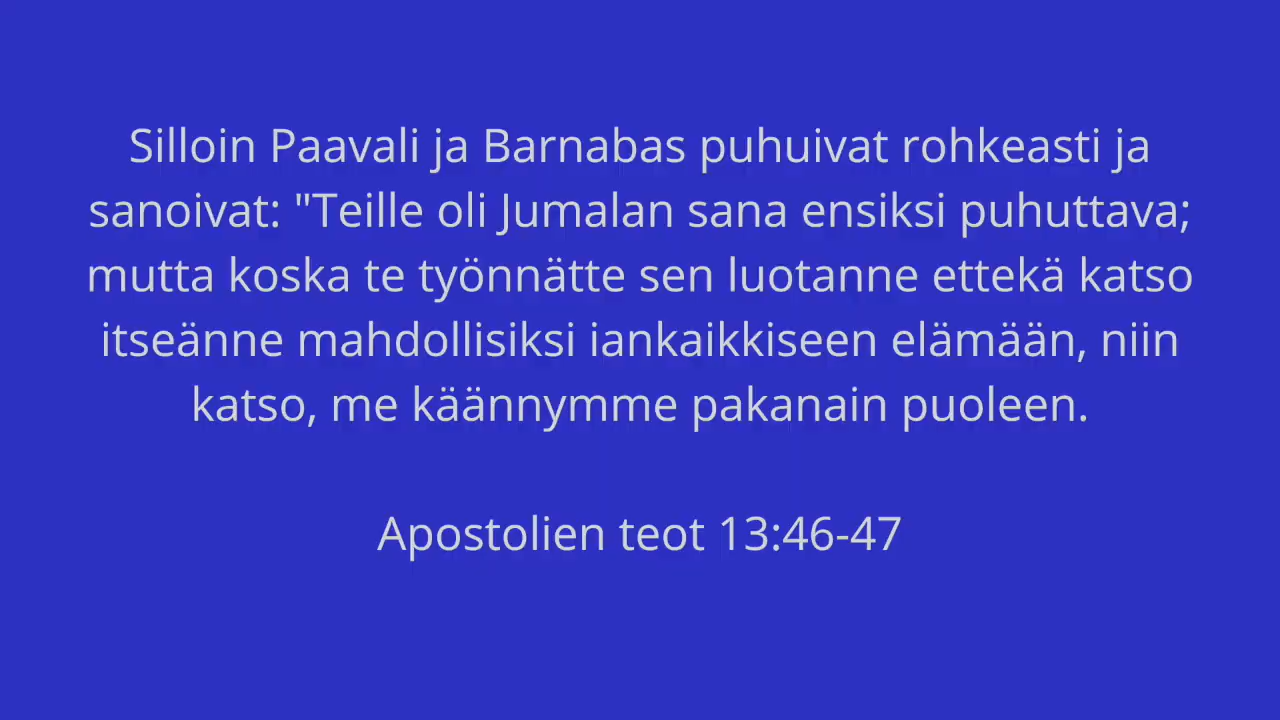 Silloin Paavali ja Barnabas puhuivat rohkeasti ja
sanoivat: "Teille oli Jumalan sana ensiksi puhuttava;
mutta koska te työnnätte sen luotanne ettekä katso
itseänne mahdollisiksi iankaikkiseen elämään, niin
katso, me käännymme pakanain puoleen.
Apostolien teot 13:46-47